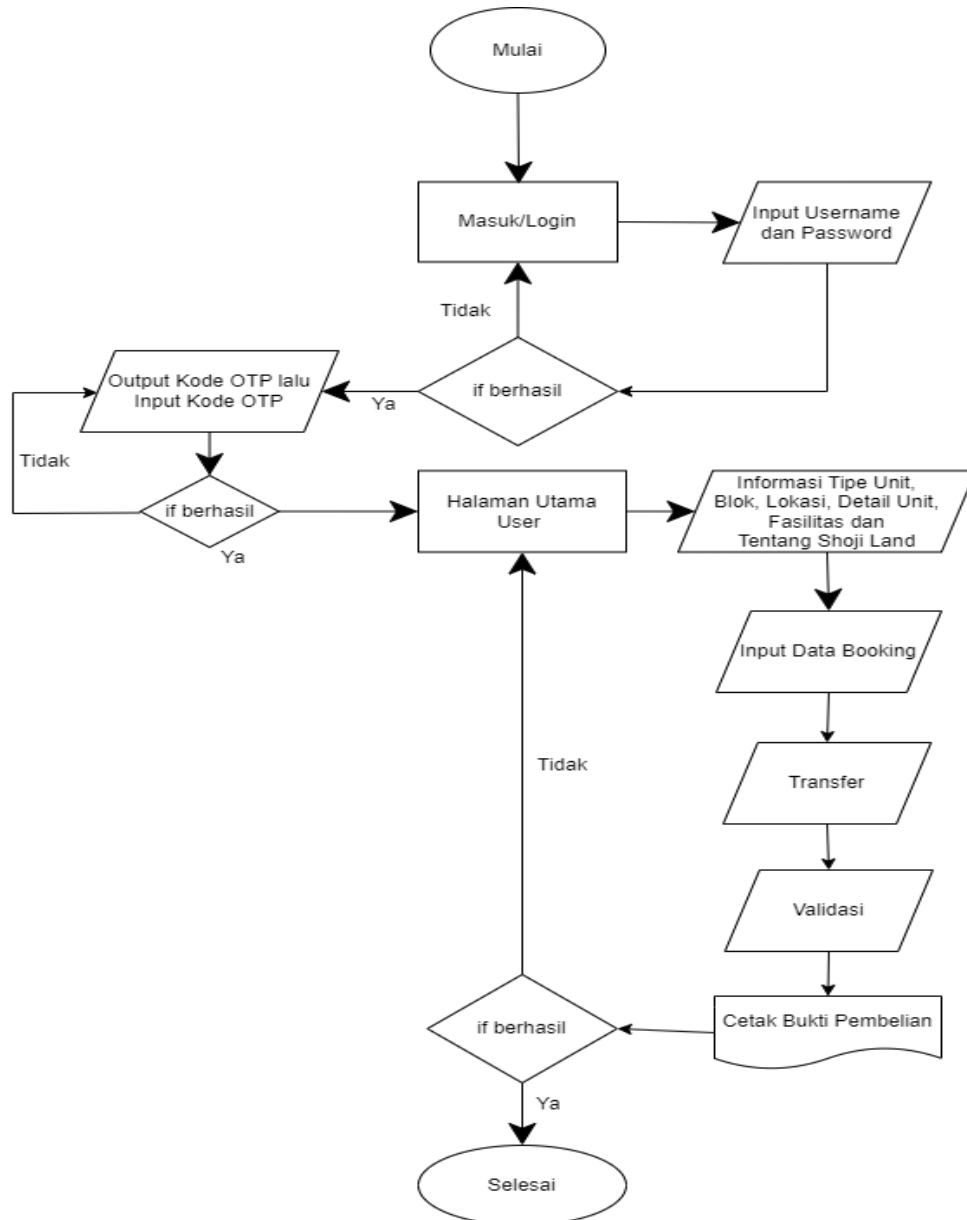 Mulai
Masuk/Login
Input Username
dan Password
Tidak
if berhasil
Ya
Output Kode OTP lalu
Input Kode OTP
Tidak
if berhasil
Ya
Halaman Utama
User
Informasi Tipe Unit,
Blok, Lokasi, Detail Unit,
Fasilitas dan
Tentang Shoji Land
Input Data Booking
Transfer
Validasi
Cetak Bukti Pembelian
if berhasil
Tidak
Ya
Selesai